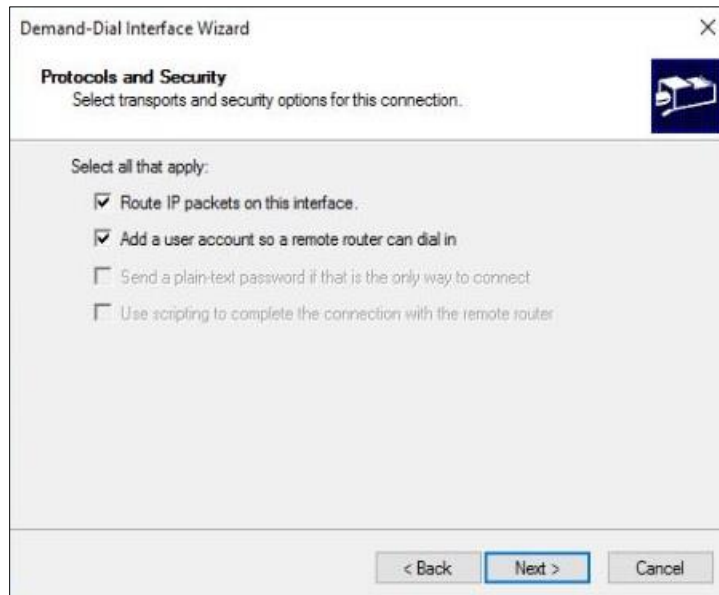 Demand-Dial Interface Wizard
Protocols and Security
Select transports and security options for this connection.
Select all that apply:
Route IP packets on this interface.
Add a user account so a remote router can dial in
Send a plain-text password if that is the only way to connect
Use scripting to complete the connection with the remote router
< Back Next > Cancel